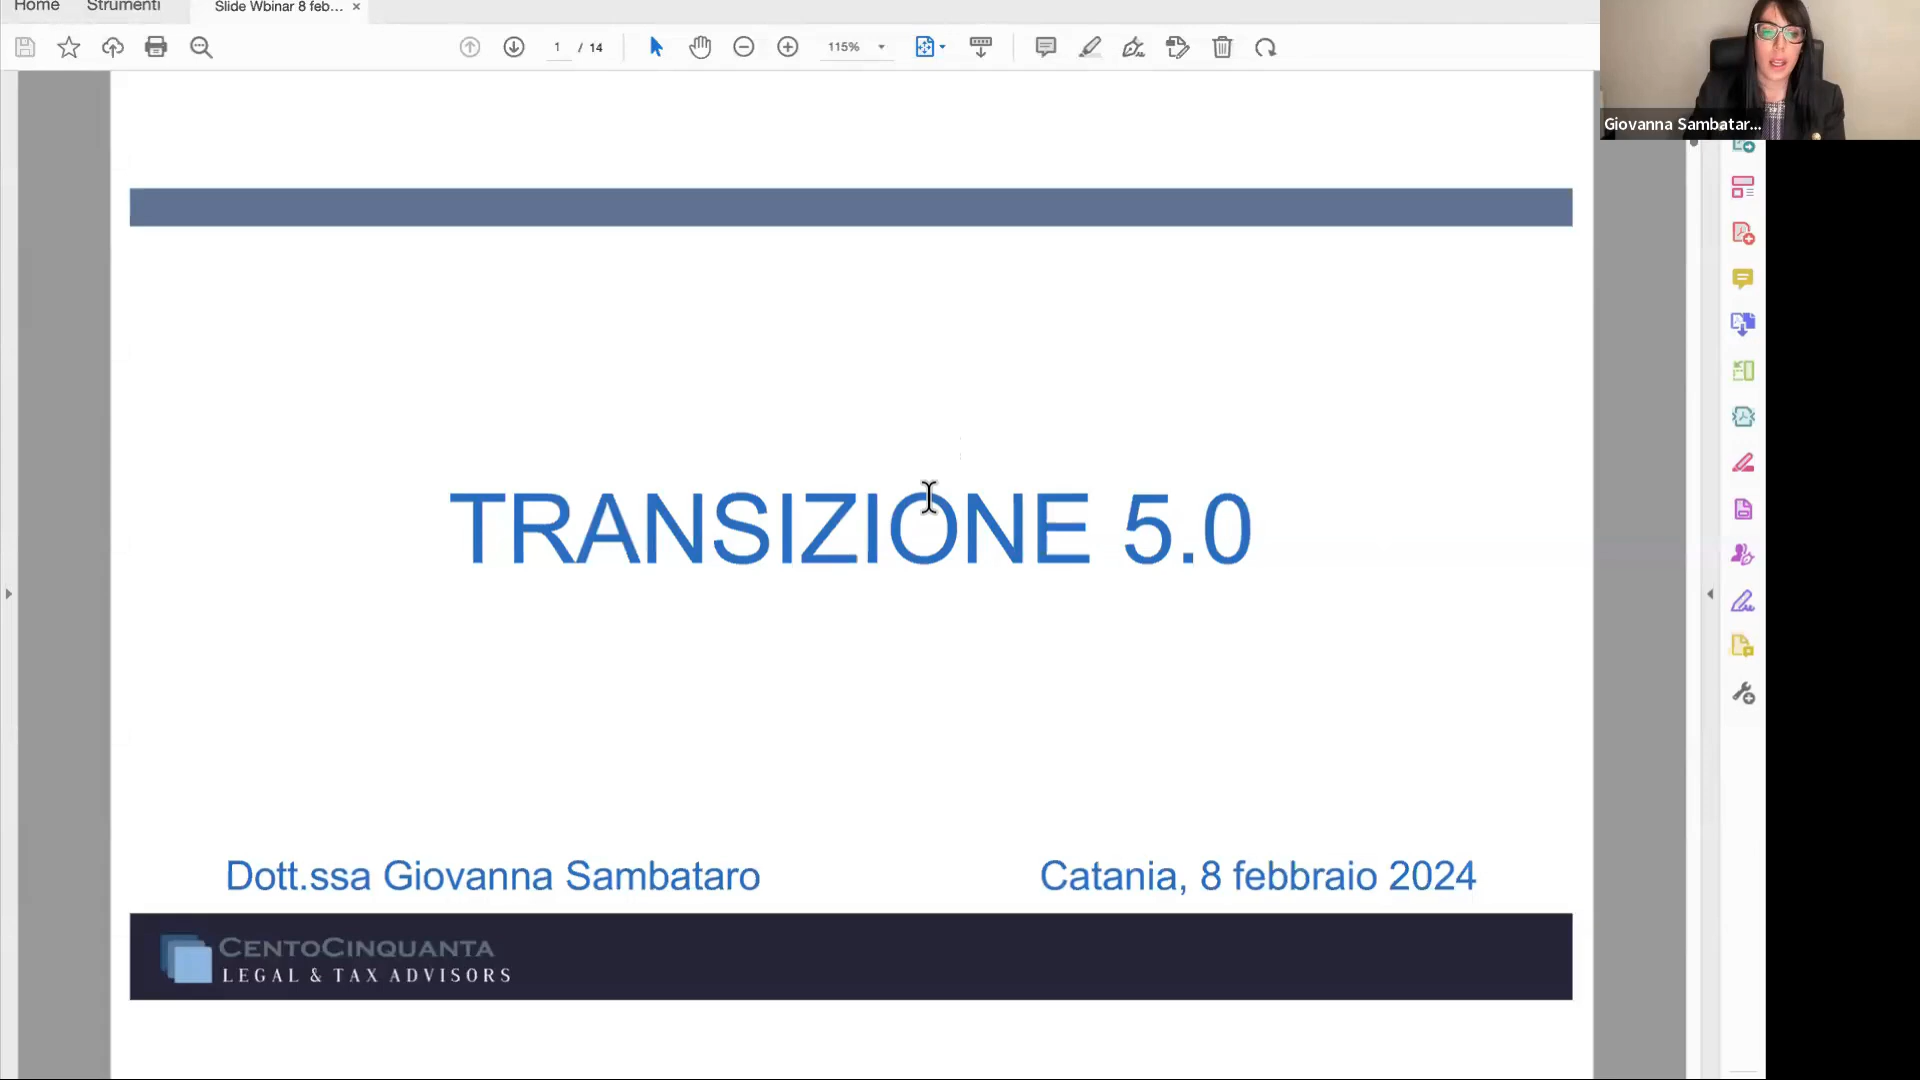 Home Strumenti Slide Wbinar 8 feb... ×
1 / 14 115%
Giovanna Sambatar...
TRANSIZIONE 5.0
Dott.ssa Giovanna Sambataro Catania, 8 febbraio 2024
CENTOCINQUANTA
LEGAL & TAX ADVISORS